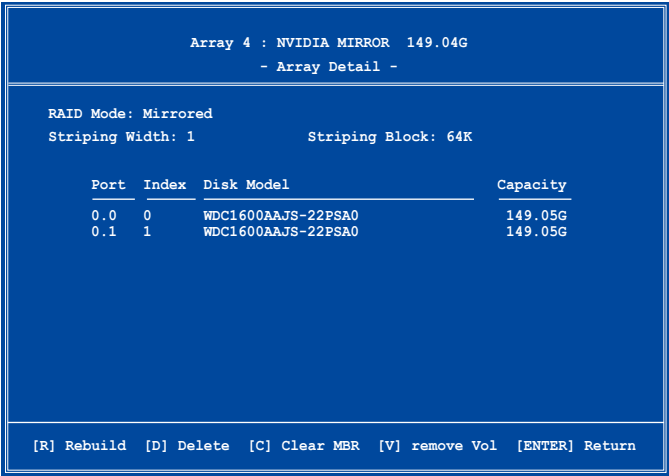 Array 4 : NVIDIA MIRROR 149.04G
- Array Detail -
RAID Mode: Mirrored
Striping Width: 1 Striping Block: 64K
Port Index Disk Model Capacity
0.0 0 WDC1600AAJS-22PSA0 149.05G
0.1 1 WDC1600AAJS-22PSA0 149.05G
[R] Rebuild [D] Delete [C] Clear MBR [V] remove Vol [ENTER] Return